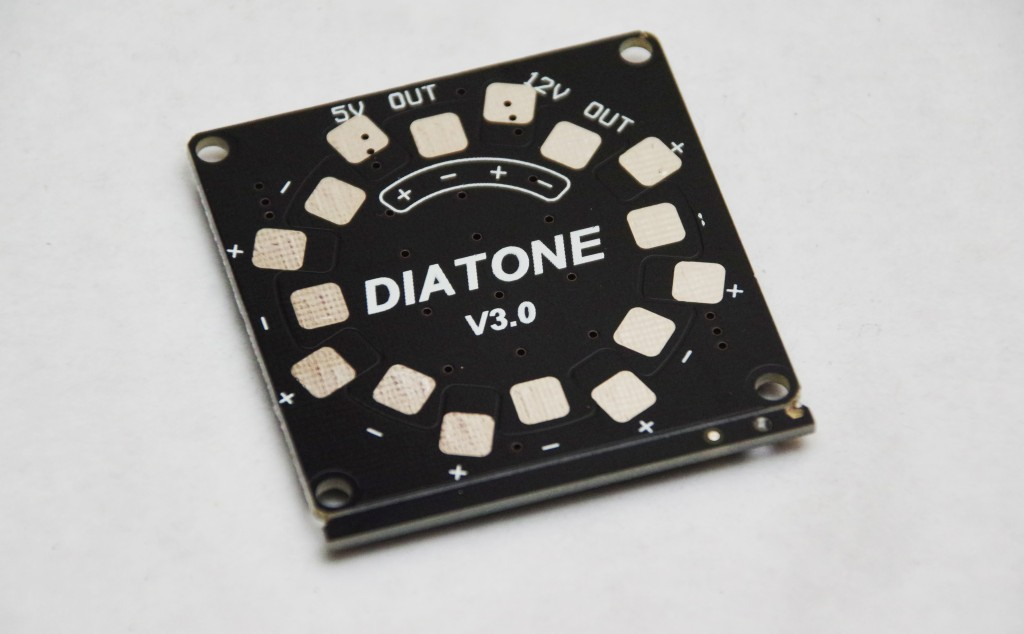 5V OUT
12V OUT
+ - + -
DIATONE
V3.0